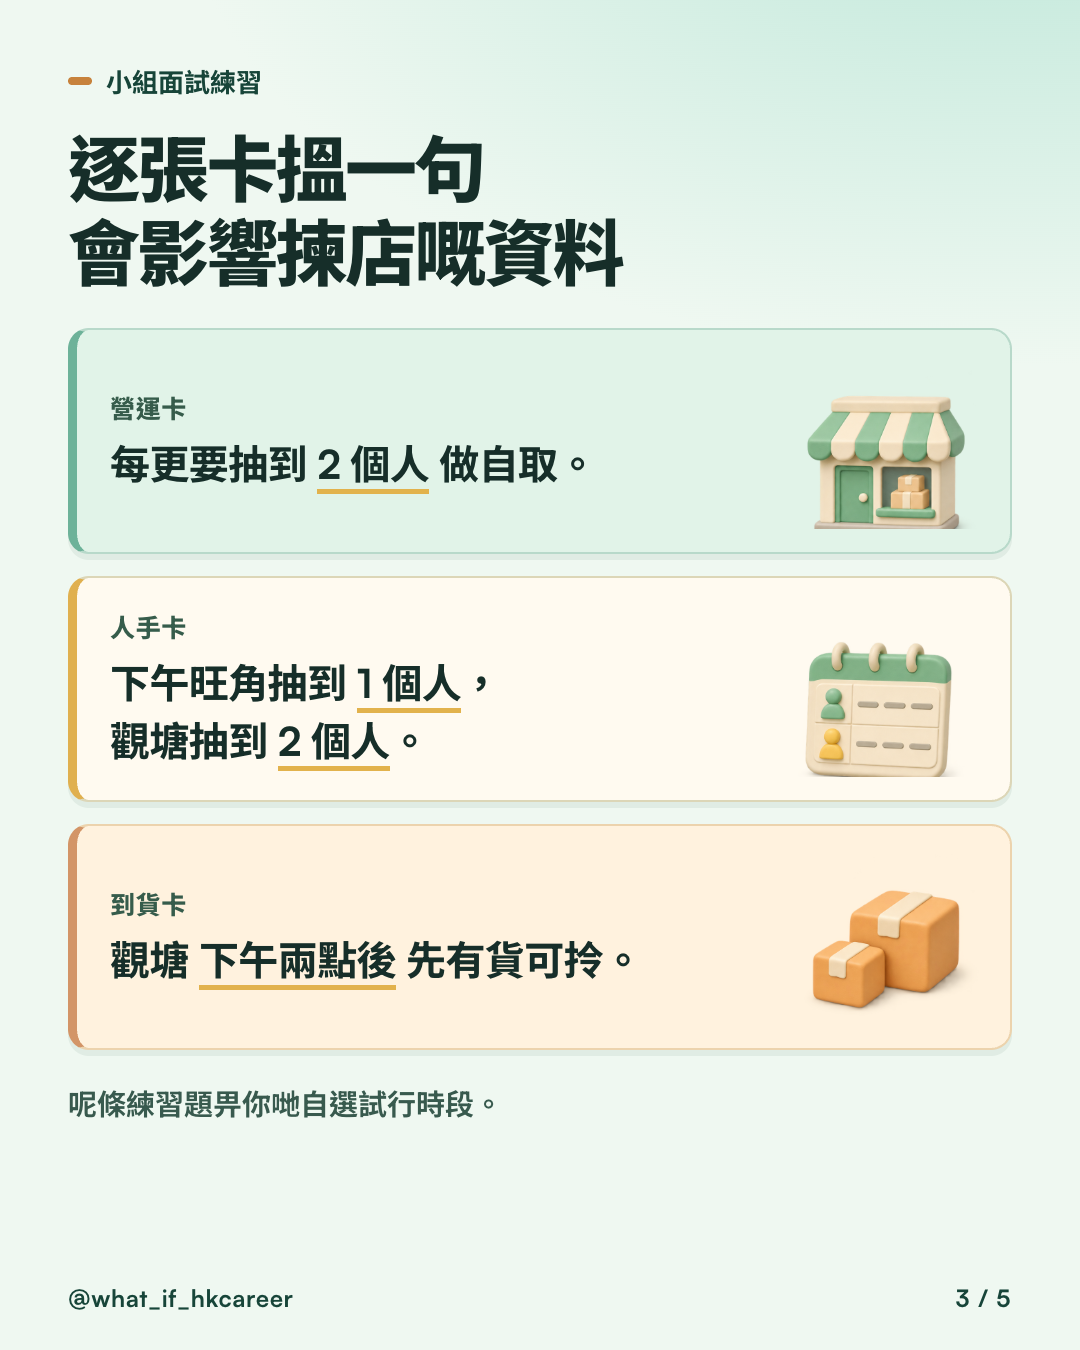 小組面試練習
逐張卡搵一句
會影響揀店嘅資料
營運卡
每更要抽到 2 個人 做自取。
人手卡
下午旺角抽到 1 個人，
觀塘抽到 2 個人。
到貨卡
觀塘 下午兩點後 先有貨可拎。
呢條練習題畀你哋自選試行時段。
@what_if_hkcareer
3 / 5